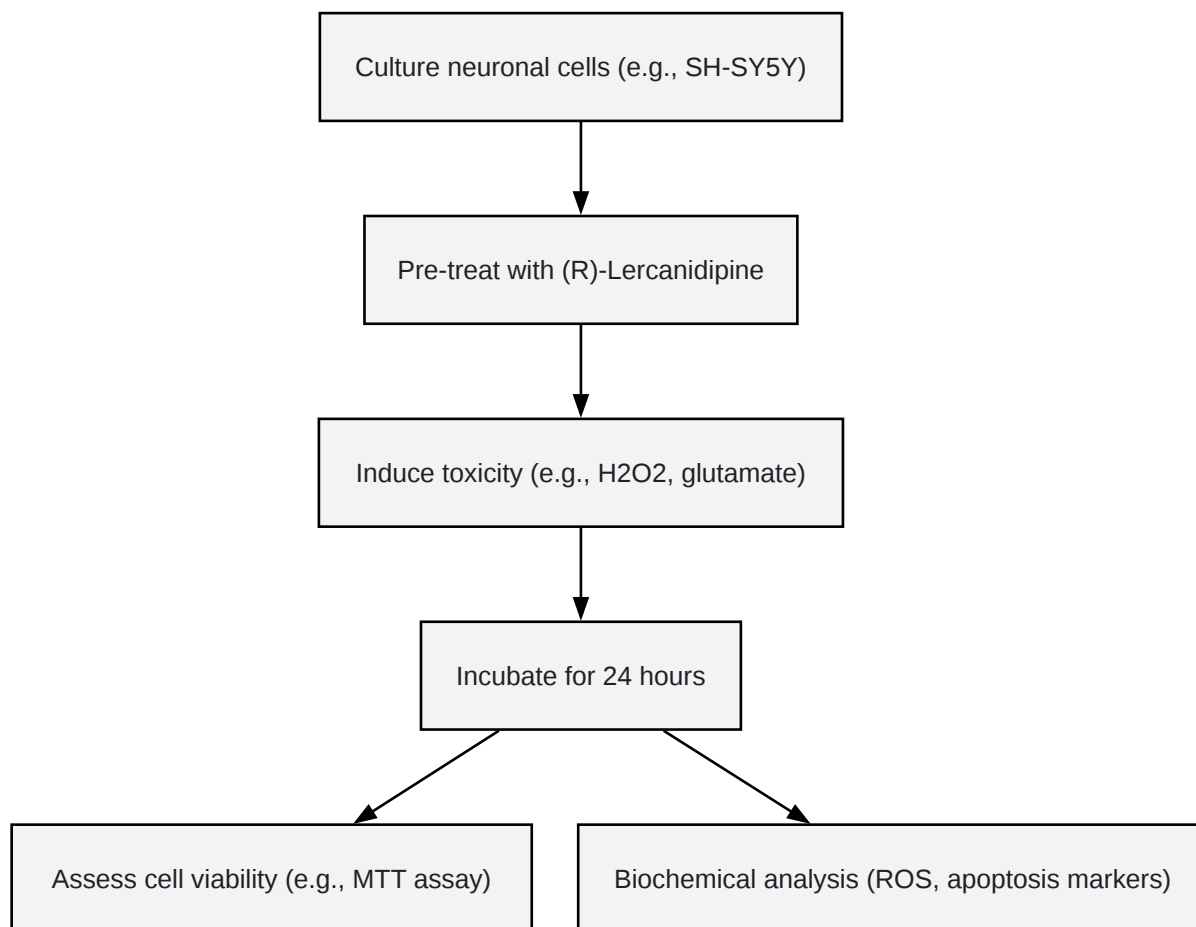 Culture neuronal cells (e.g., SH-SY5Y)
Pre-treat with (R)-Lercanidipine
Induce toxicity (e.g., H2O2, glutamate)
Incubate for 24 hours
Assess cell viability (e.g., MTT assay)
Biochemical analysis (ROS, apoptosis markers)